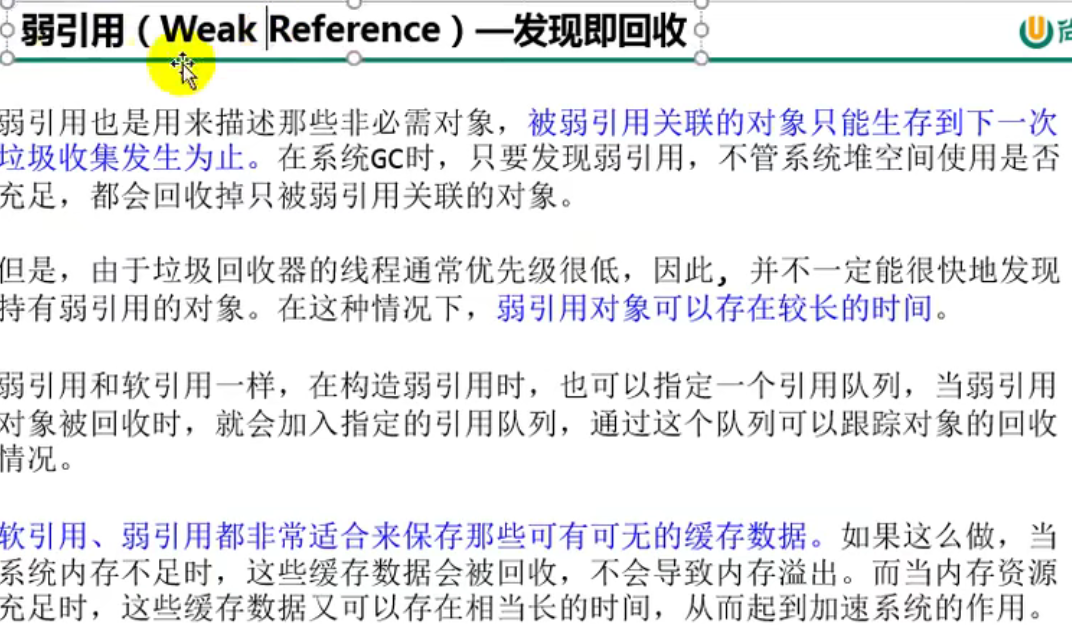 弱引用（Weak Reference）—发现即回收
尚
弱引用也是用来描述那些非必需对象，被弱引用关联的对象只能生存到下一次
垃圾收集发生为止。在系统GC时，只要发现弱引用，不管系统堆空间使用是否
充足，都会回收掉只被弱引用关联的对象。
但是，由于垃圾回收器的线程通常优先级很低，因此，并不一定能很快地发现
持有弱引用的对象。在这种情况下，弱引用对象可以存在较长的时间。
弱引用和软引用一样，在构造弱引用时，也可以指定一个引用队列，当弱引用
对象被回收时，就会加入指定的引用队列，通过这个队列可以跟踪对象的回收
情况。
软引用、弱引用都非常适合来保存那些可有可无的缓存数据。如果这么做，当
系统内存不足时，这些缓存数据会被回收，不会导致内存溢出。而当内存资源
充足时，这些缓存数据又可以存在相当长的时间，从而起到加速系统的作用。